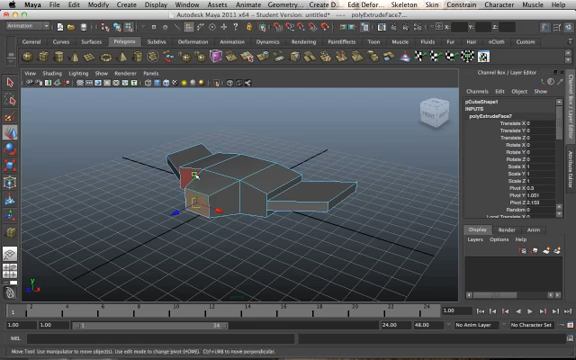 Maya File Edit Modify Create Display Window Assets Animate Geometry... Create D... Edit Defor... Skeleton Skin Constrain Character Muscle Help
Autodesk Maya 2011 x64 - Student Version: untitled* --- polyExtrudeFace7...
Animation
X: Y: Z:
General Curves Surfaces Polygons Deformation Animation Dynamics Rendering PaintEffects Toon Muscle Fluids Fur Hair nCloth Custom
View Shading Lighting Show Renderer Panels
Channel Box / Layer Editor
Channels Edit Object Show
pCubeShape1
INPUTS
polyExtrudeFace7
Translate X 0
Translate Y 0
Translate Z 0
Rotate X 0
Rotate Y 0
Rotate Z 0
Scale X 1
Scale Y 1
Scale Z 1
Pivot X 0.5
Pivot Y 1.051
Pivot Z 2.153
Random 0
Display Render Anim
Layers Options Help
1.00
1.00 1.00 1 24 24.00 48.00 No Anim Layer No Character Set
MEL
Move Tool: Use manipulator to move object(s). Use edit mode to change pivot (HOME). Ctrl+LMB to move perpendicular.